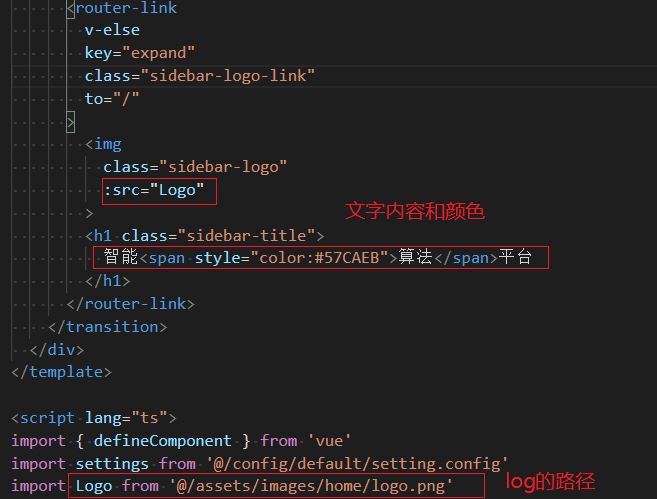 <router-link
v-else
key="expand"
class="sidebar-logo-link"
to="/"
>
<img
class="sidebar-logo"
:src="Logo"
文字内容和颜色
>
<h1 class="sidebar-title">
智能<span style="color:#57CAEB">算法</span>平台
</h1>
</router-link>
</transition>
</div>
</template>
<script lang="ts">
import { defineComponent } from 'vue'
import settings from '@/config/default/setting.config'
import Logo from '@/assets/images/home/logo.png'
log的路径